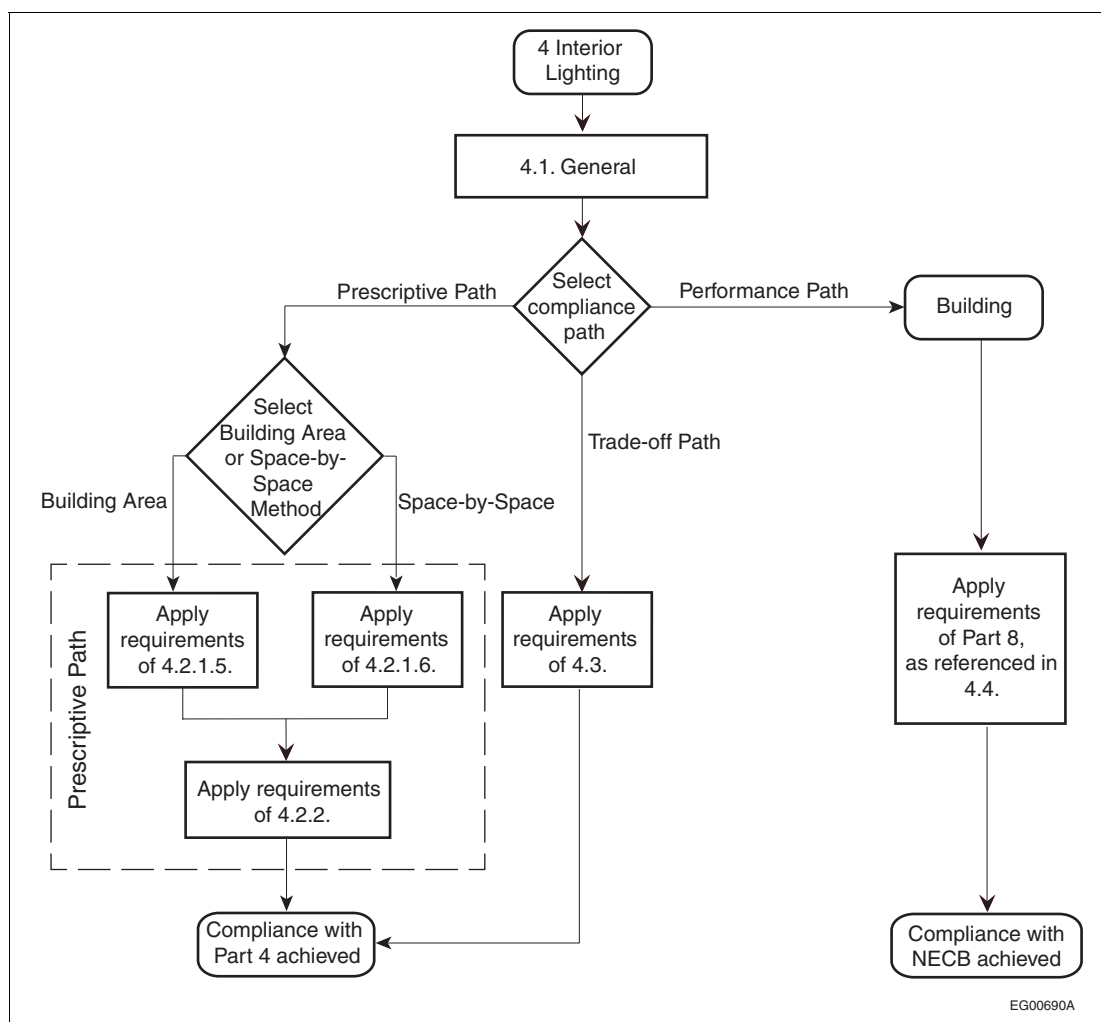 4 Interior
Lighting
4.1. General
Select
compliance
path
Prescriptive Path
Performance Path
Building
Select
Building Area
or Space-by-
Space
Method
Trade-off Path
Building Area
Space-by-Space
Prescriptive Path
Apply
requirements
of 4.2.1.5.
Apply
requirements
of 4.2.1.6.
Apply
requirements
of 4.3.
Apply
requirements
of Part 8,
as referenced in
4.4.
Apply requirements
of 4.2.2.
Compliance with
Part 4 achieved
Compliance with
NECB achieved
EG00690A